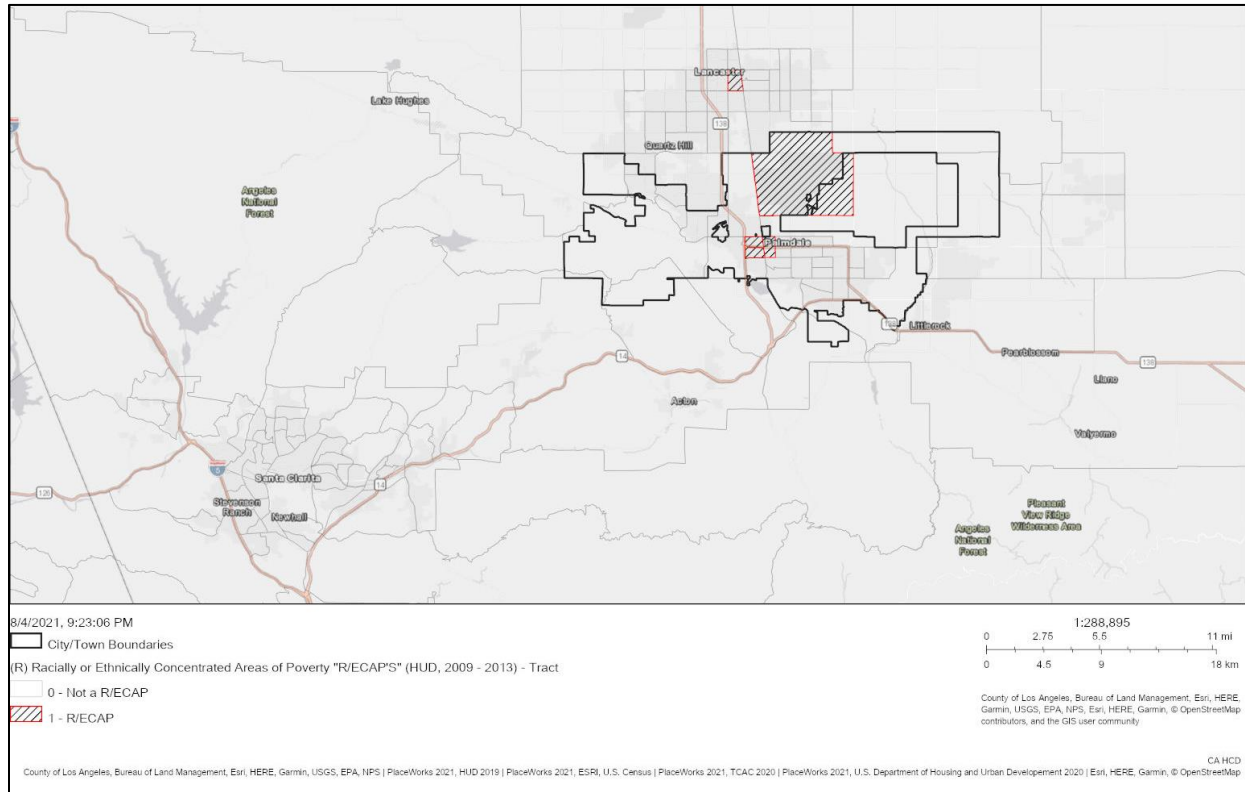 Lancaster
Lake Hughes
138
Quartz Hill
Angeles
National
Forest
Palmdale
138
Littlerock
Pearblossom
138
14
Llano
Acton
Valyermo
Santa Clarita
14
5
126
Stevenson
Ranch
Newhall
Pleasant
View Ridge
Wilderness Area
Angeles
National
Forest
8/4/2021, 9:23:06 PM
City/Town Boundaries
(R) Racially or Ethnically Concentrated Areas of Poverty "R/ECAP'S" (HUD, 2009 - 2013) - Tract
0 - Not a R/ECAP
1 - R/ECAP
1:288,895
0 2.75 5.5 11 mi
0 4.5 9 18 km
County of Los Angeles, Bureau of Land Management, Esri, HERE,
Garmin, USGS, EPA, NPS, Esri, HERE, Garmin, © OpenStreetMap
contributors, and the GIS user community
CA HCD
County of Los Angeles, Bureau of Land Management, Esri, HERE, Garmin, USGS, EPA, NPS | PlaceWorks 2021, HUD 2019 | PlaceWorks 2021, ESRI, U.S. Census | PlaceWorks 2021, TCAC 2020 | PlaceWorks 2021, U.S. Department of Housing and Urban Developement 2020 | Esri, HERE, Garmin, © OpenStreetMap